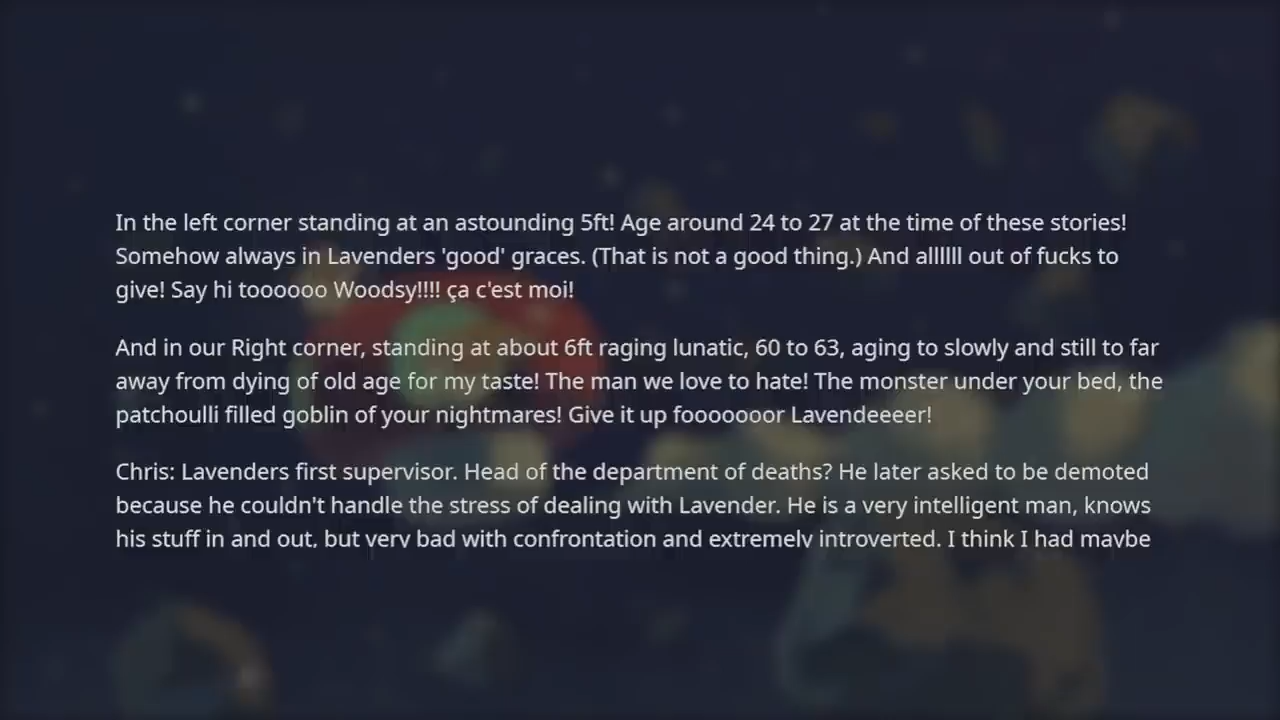 In the left corner standing at an astounding 5ft! Age around 24 to 27 at the time of these stories!
Somehow always in Lavenders 'good' graces. (That is not a good thing.) And allllll out of fucks to
give! Say hi toooooo Woodsy!!!! ça c'est moi!
And in our Right corner, standing at about 6ft raging lunatic, 60 to 63, aging to slowly and still to far
away from dying of old age for my taste! The man we love to hate! The monster under your bed, the
patchoulli filled goblin of your nightmares! Give it up fooooooor Lavendeeeer!
Chris: Lavenders first supervisor. Head of the department of deaths? He later asked to be demoted
because he couldn't handle the stress of dealing with Lavender. He is a very intelligent man, knows
his stuff in and out, but very bad with confrontation and extremely introverted. I think I had maybe